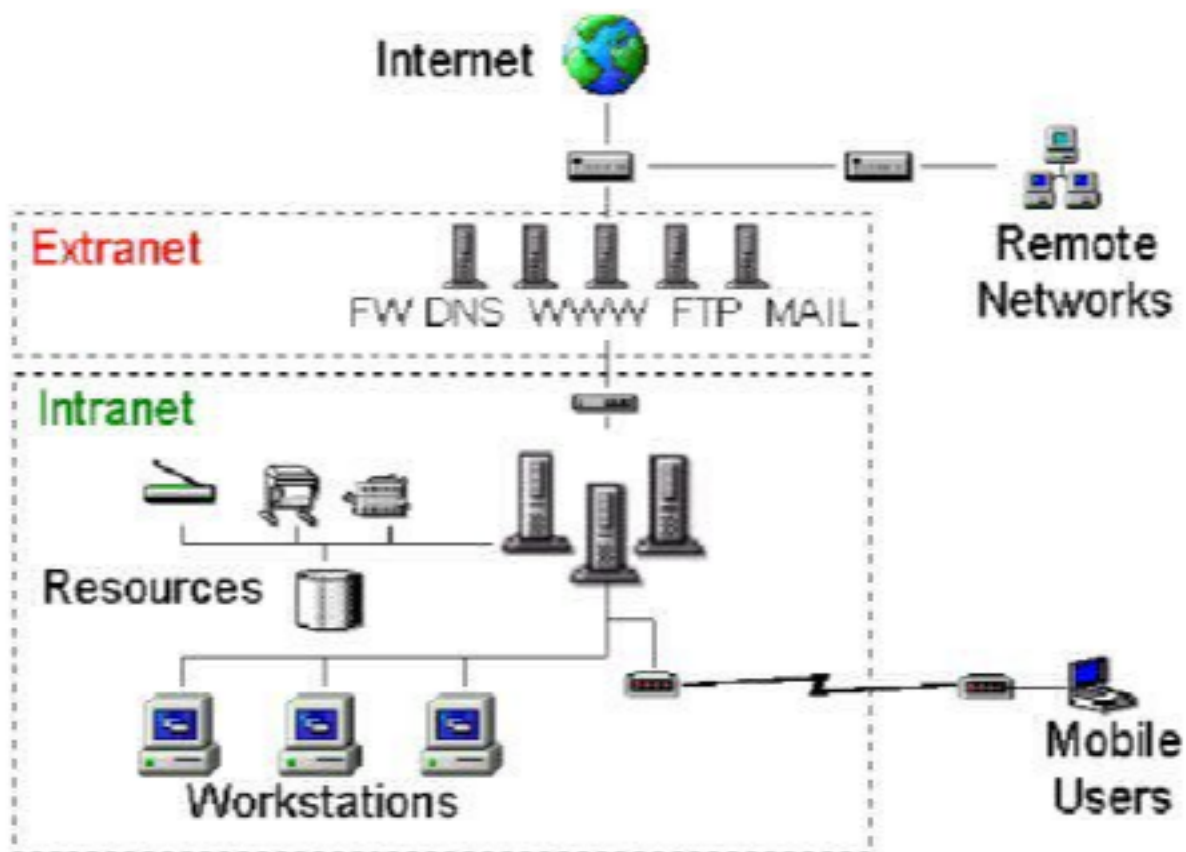 Internet
Remote
Networks
Extranet
FW DNS WWW FTP MAIL
Intranet
Resources
Workstations
Mobile
Users